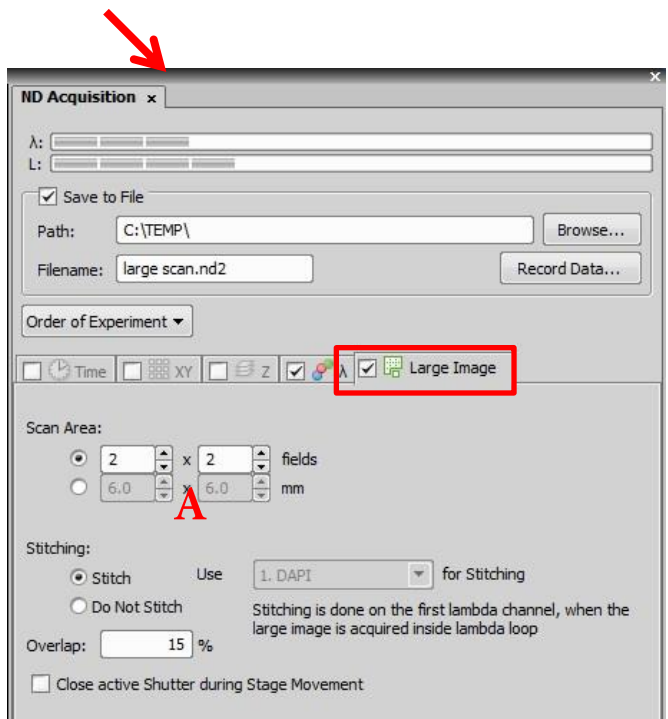 ND Acquisition x
λ:
L:
Save to File
Path: C:\TEMP\ Browse...
Filename: large scan.nd2 Record Data...
Order of Experiment
Time XY Z λ Large Image
Scan Area:
2 x 2 fields
6.0 x 6.0 mm
A
Stitching:
Stitch Use 1. DAPI for Stitching
Do Not Stitch Stitching is done on the first lambda channel, when the
large image is acquired inside lambda loop
Overlap: 15 %
Close active Shutter during Stage Movement